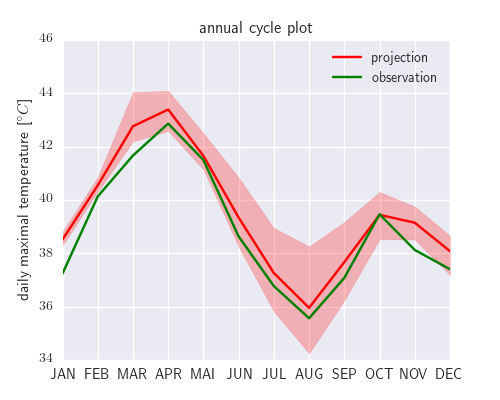 annual cycle plot
46
44
42
40
38
36
34
daily maximal temperature [°C]
projection
observation
JAN FEB MAR APR MAI JUN JUL AUG SEP OCT NOV DEC